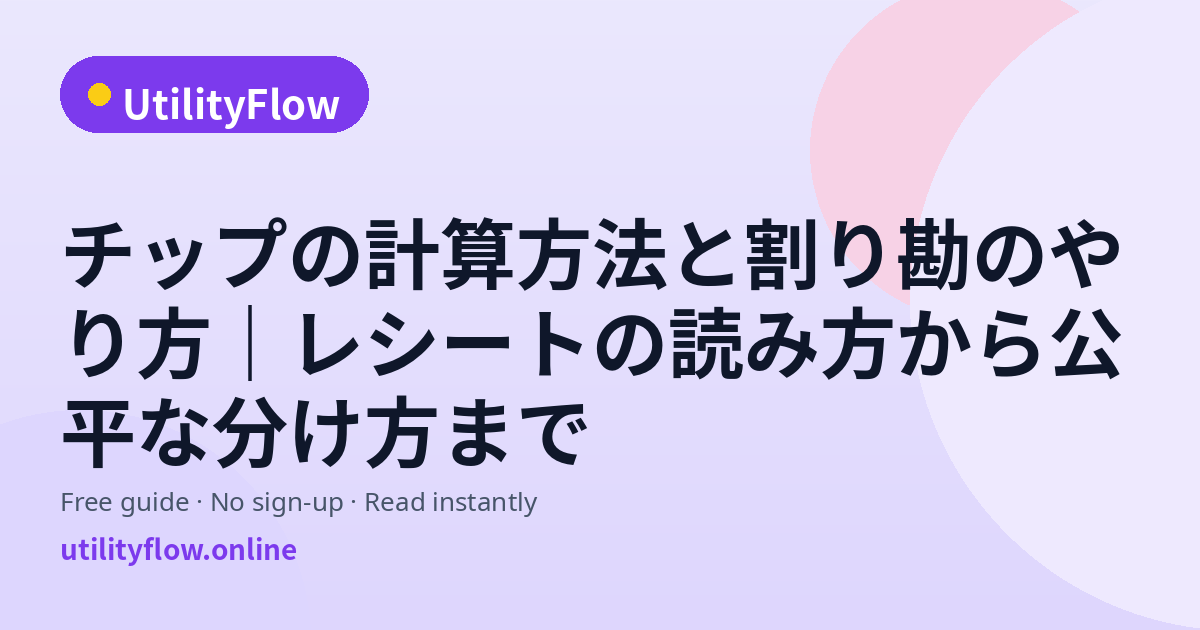 UtilityFlow
チップの計算方法と割り勘のや
り方｜レシートの読み方から公
平な分け方まで
Free guide · No sign-up · Read instantly
utilityflow.online